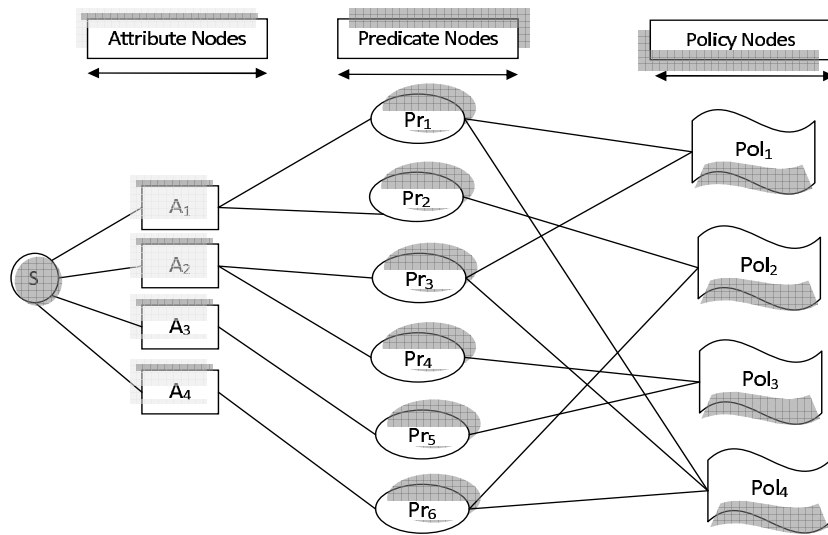 Attribute Nodes
Predicate Nodes
Policy Nodes
S
A₁
A₂
A₃
A₄
Pr₁
Pr₂
Pr₃
Pr₄
Pr₅
Pr₆
Pol₁
Pol₂
Pol₃
Pol₄